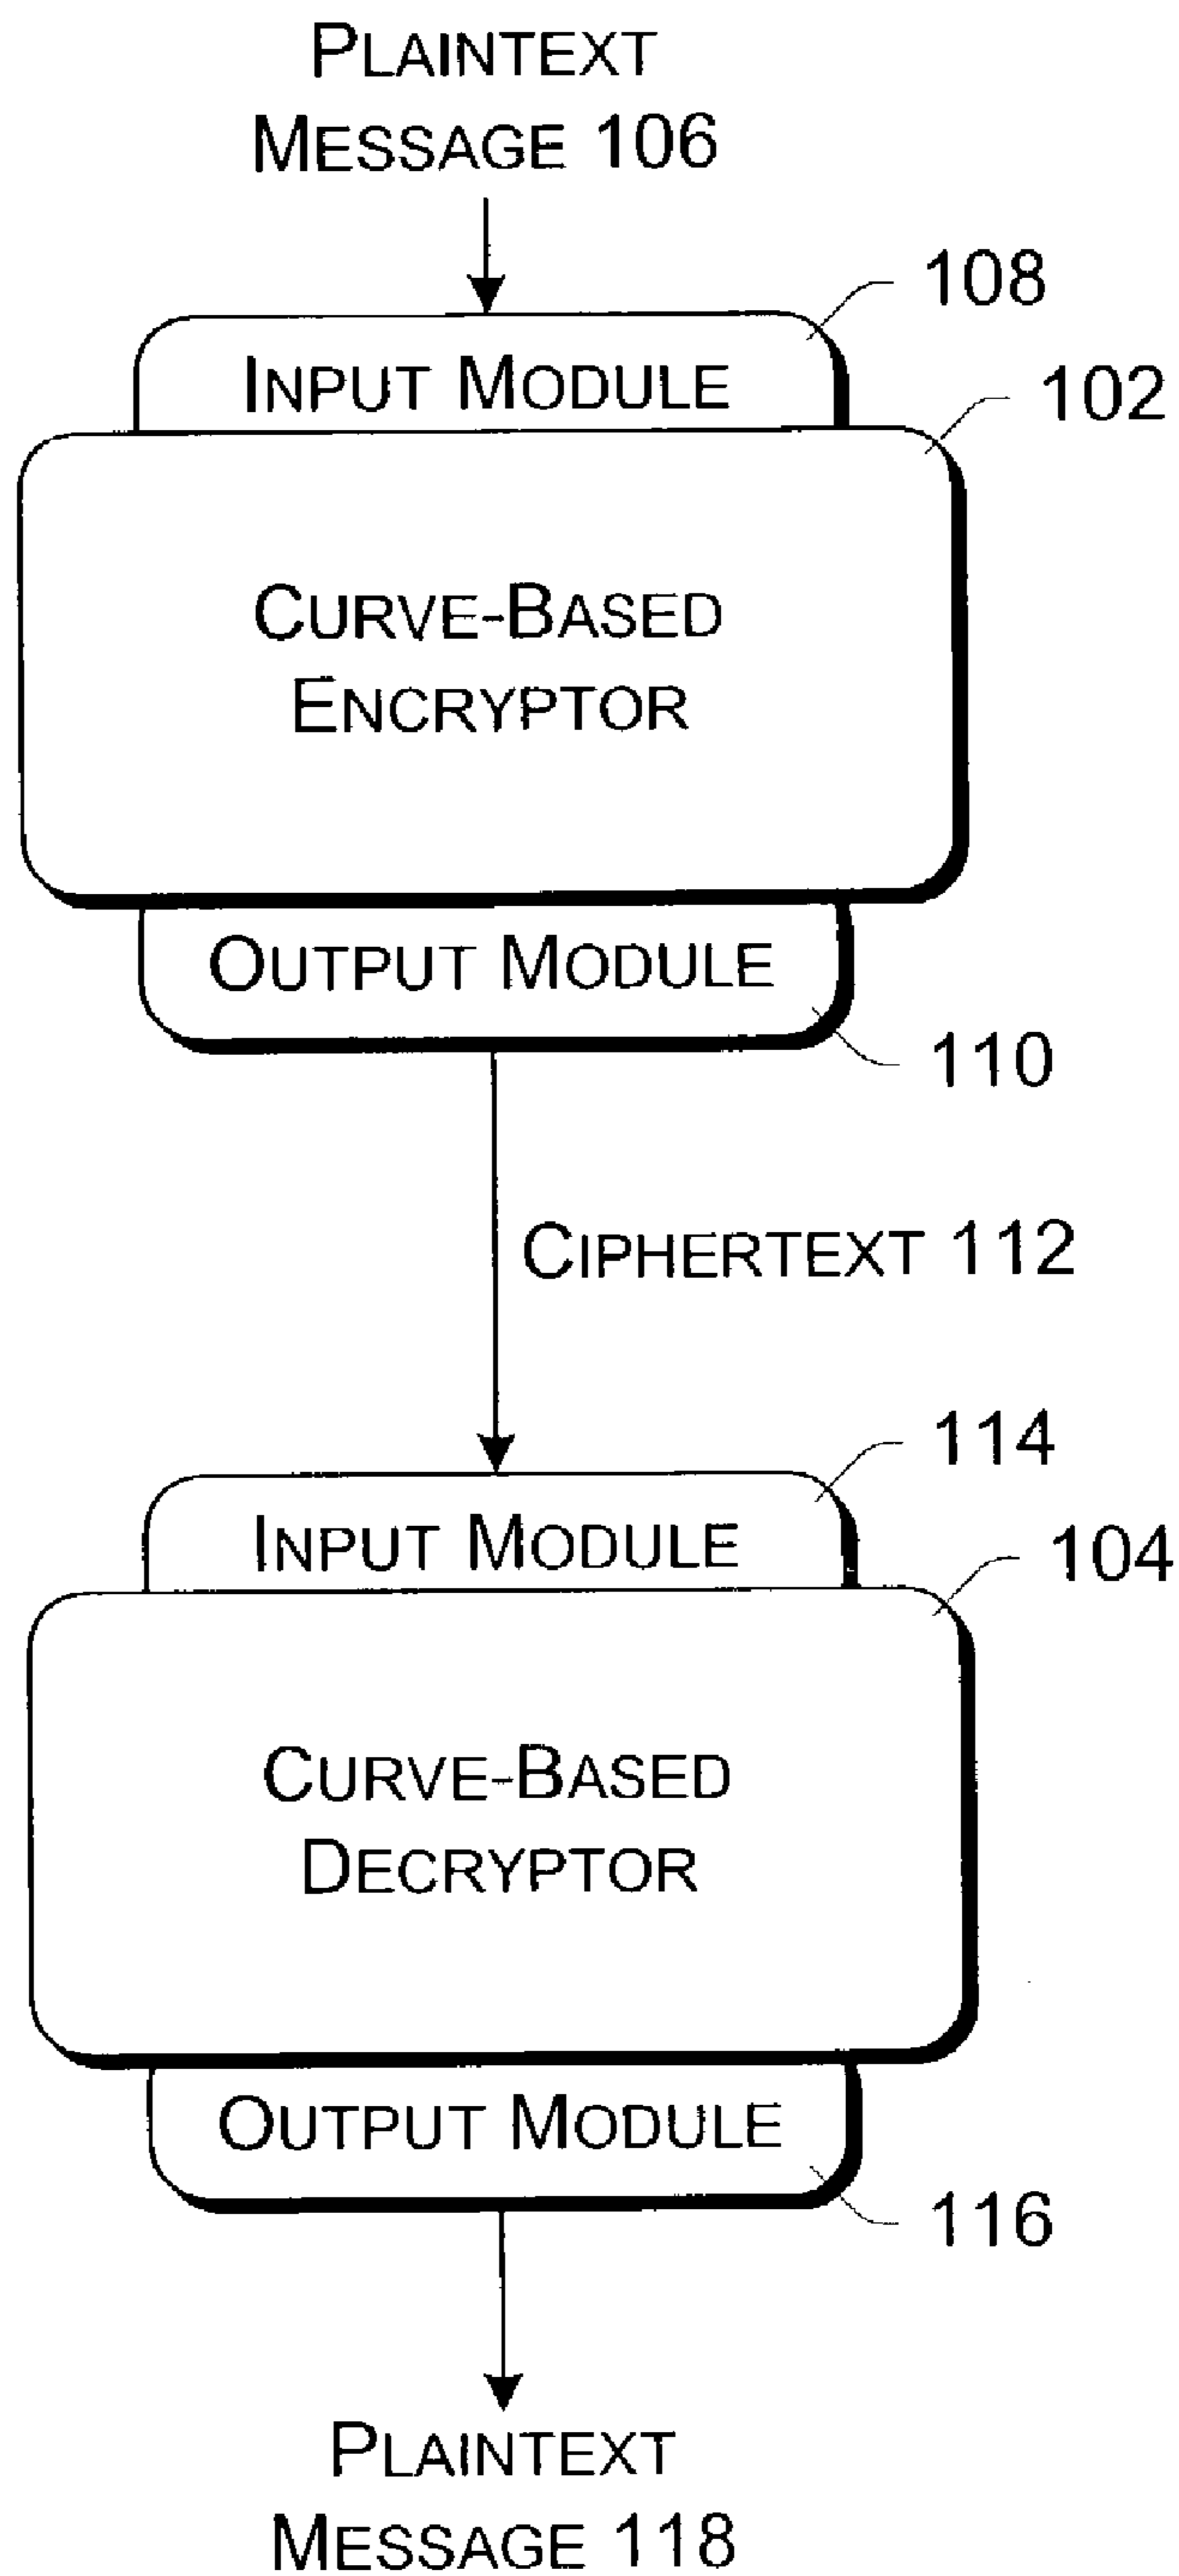 PLAINTEXT
MESSAGE 106
108
INPUT MODULE
102
CURVE-BASED
ENCRYPTOR
OUTPUT MODULE
110
CIPHERTEXT 112
114
INPUT MODULE
104
CURVE-BASED
DECRYPTOR
OUTPUT MODULE
116
PLAINTEXT
MESSAGE 118